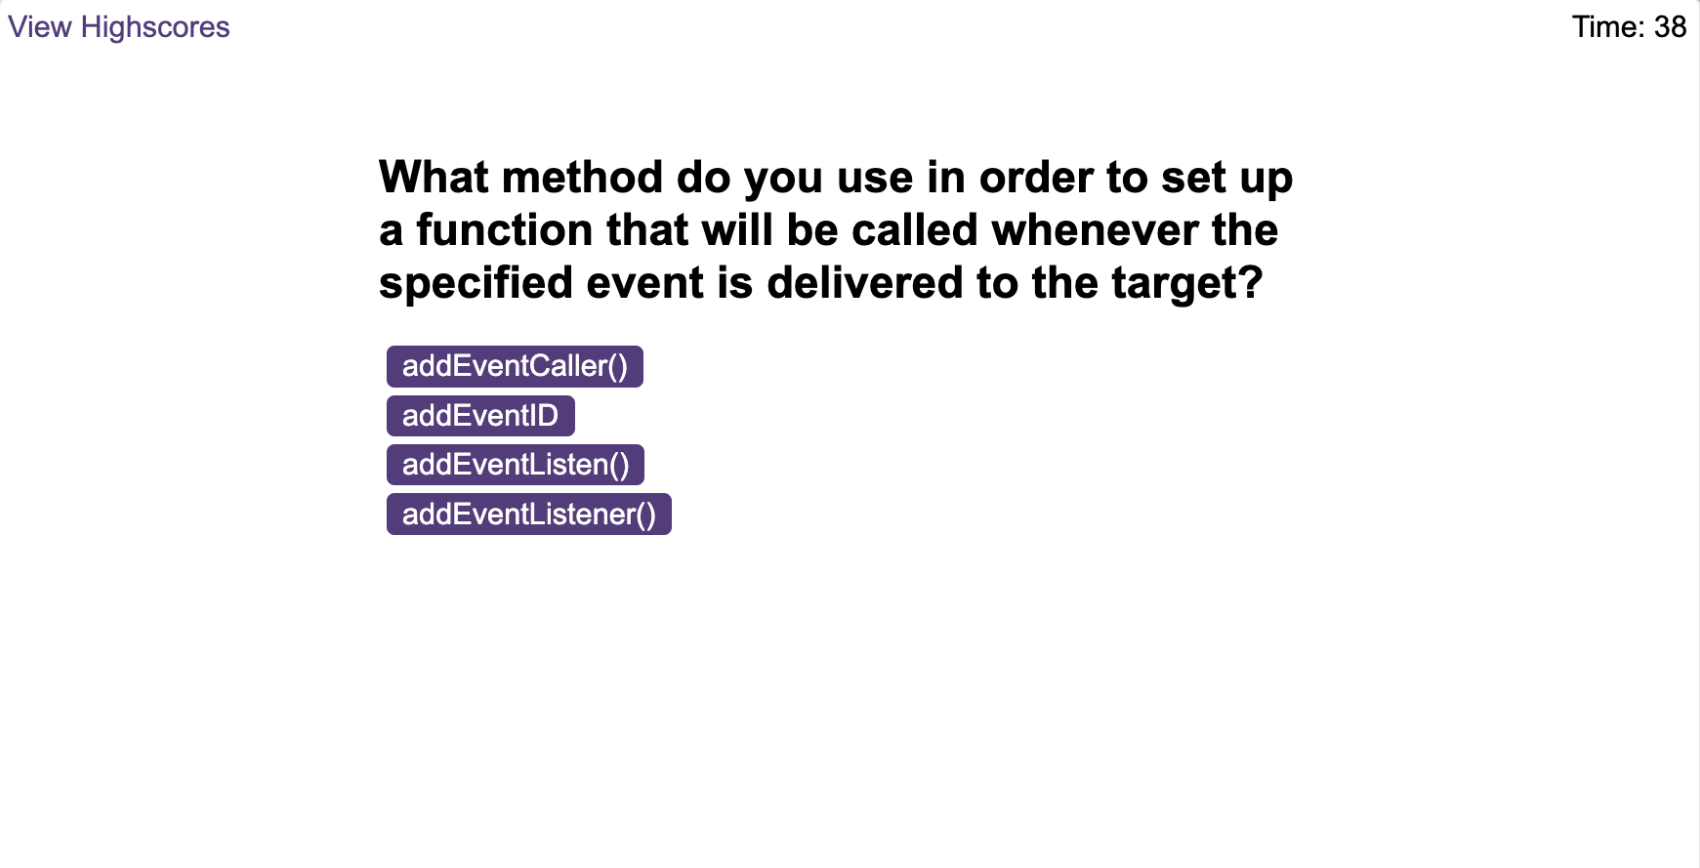 View Highscores
Time: 38
What method do you use in order to set up
a function that will be called whenever the
specified event is delivered to the target?
addEventCaller()
addEventID
addEventListen()
addEventListener()